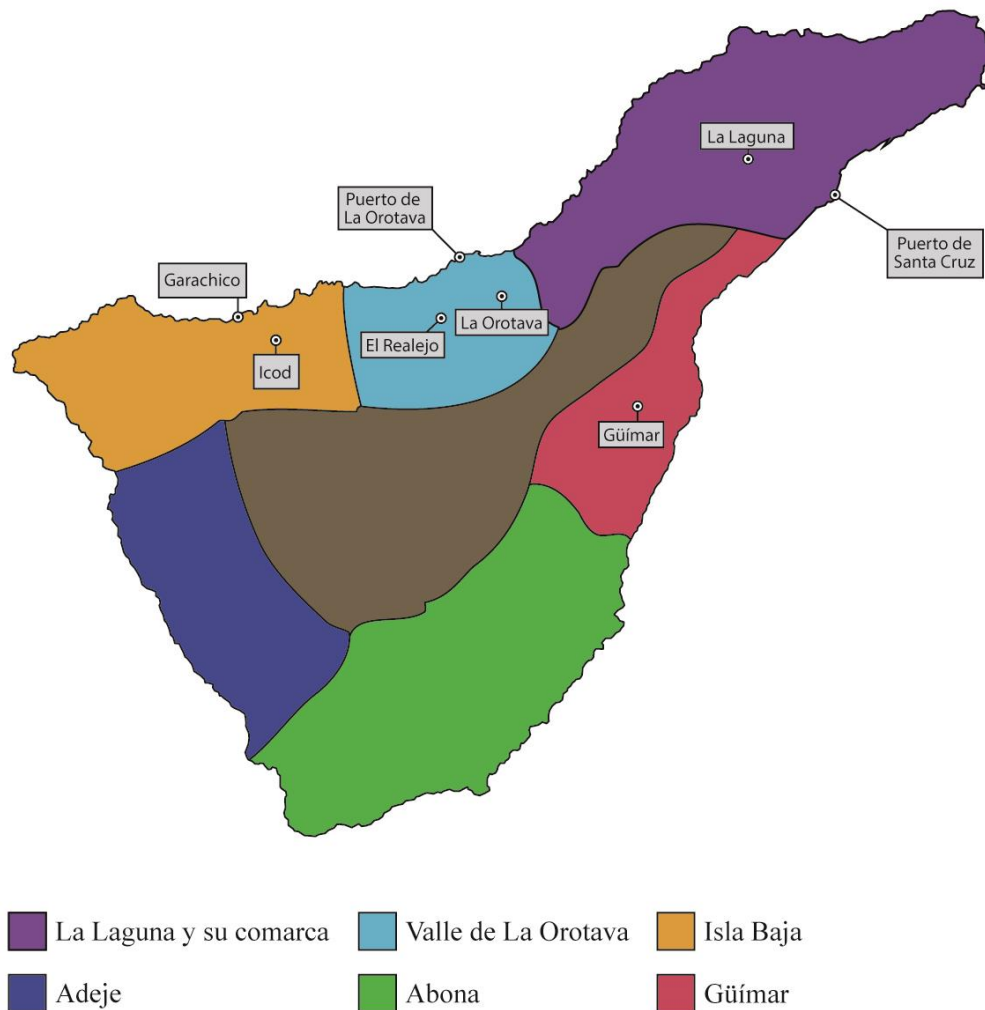 La Laguna
Puerto de
La Orotava
Puerto de
Santa Cruz
Garachico
La Orotava
El Realejo
Icod
Güímar
La Laguna y su comarca
Valle de La Orotava
Isla Baja
Adeje
Abona
Güímar